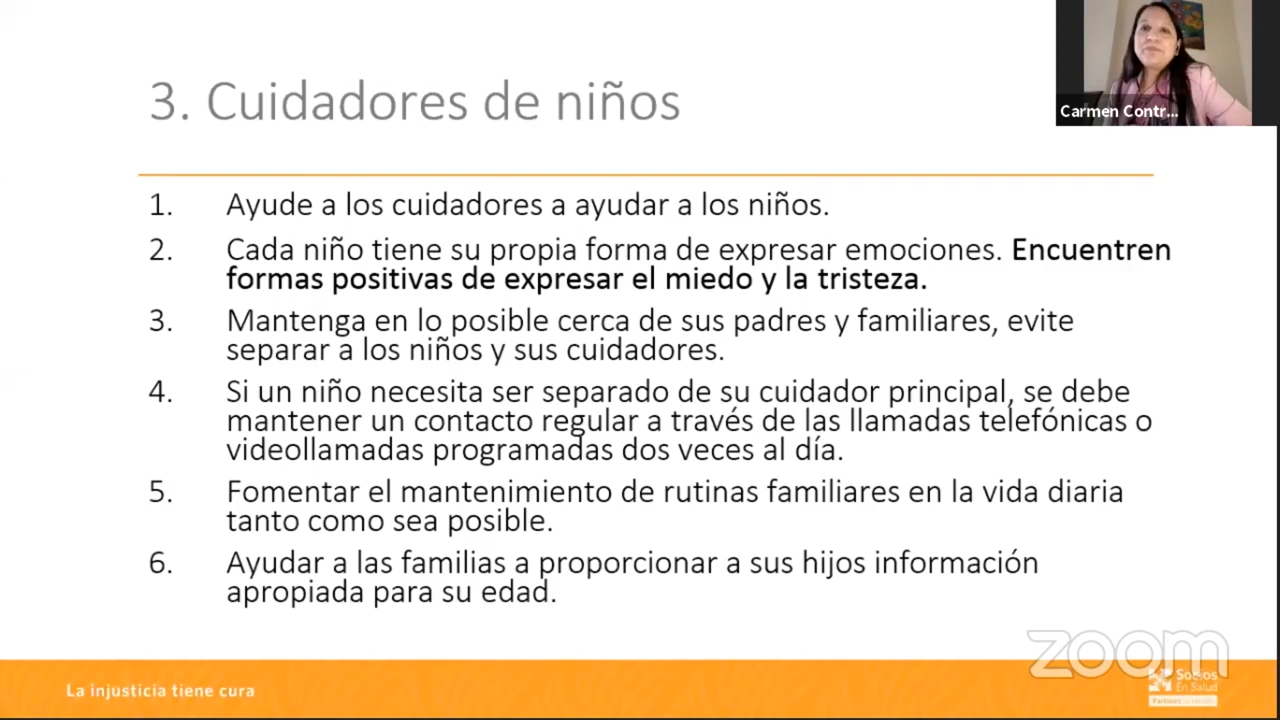 3. Cuidadores de niños
Carmen Contr...
1. Ayude a los cuidadores a ayudar a los niños.
2. Cada niño tiene su propia forma de expresar emociones. Encuentren
formas positivas de expresar el miedo y la tristeza.
3. Mantenga en lo posible cerca de sus padres y familiares, evite
separar a los niños y sus cuidadores.
4. Si un niño necesita ser separado de su cuidador principal, se debe
mantener un contacto regular a través de las llamadas telefónicas o
videollamadas programadas dos veces al día.
5. Fomentar el mantenimiento de rutinas familiares en la vida diaria
tanto como sea posible.
6. Ayudar a las familias a proporcionar a sus hijos información
apropiada para su edad.
zoom
La injusticia tiene cura
Socios
En Salud